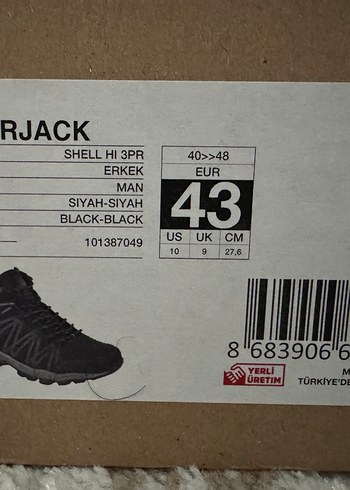 RJACK
SHELL HI 3PR
ERKEK
MAN
SIYAH-SIYAH
BLACK-BLACK
101387049
40>>48
EUR
43
US UK CM
10 9 27,6
8 683906 6
YERLİ
ÜRETİM
M
TÜRKİYE'DE